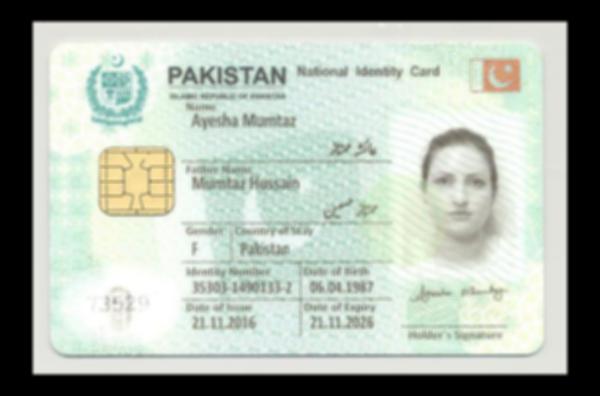 PAKISTAN National Identity Card
ISLAMIC REPUBLIC OF PAKISTAN
Name
Ayesha Mumtaz
عائشہ ممتاز
Father Name
Mumtaz Hussain
ممتاز حسین
Gender Country of Stay
F Pakistan
Identity Number Date of Birth
35303-1490133-2 06.04.1987
73529
Date of Issue Date of Expiry
21.11.2016 21.11.2026
Holder's Signature